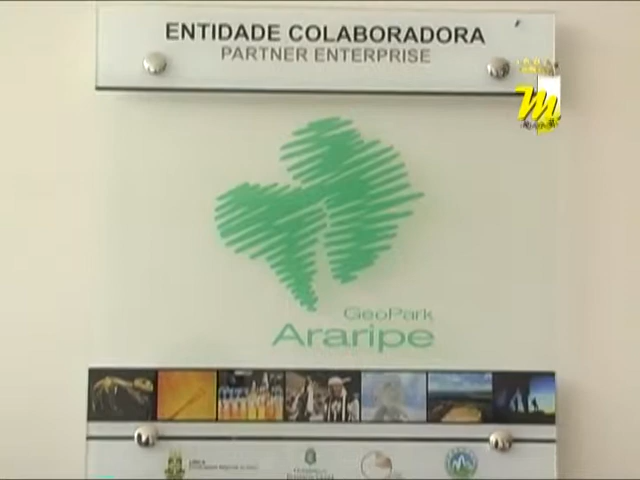 ENTIDADE COLABORADORA
PARTNER ENTERPRISE
M
GeoPark
Araripe